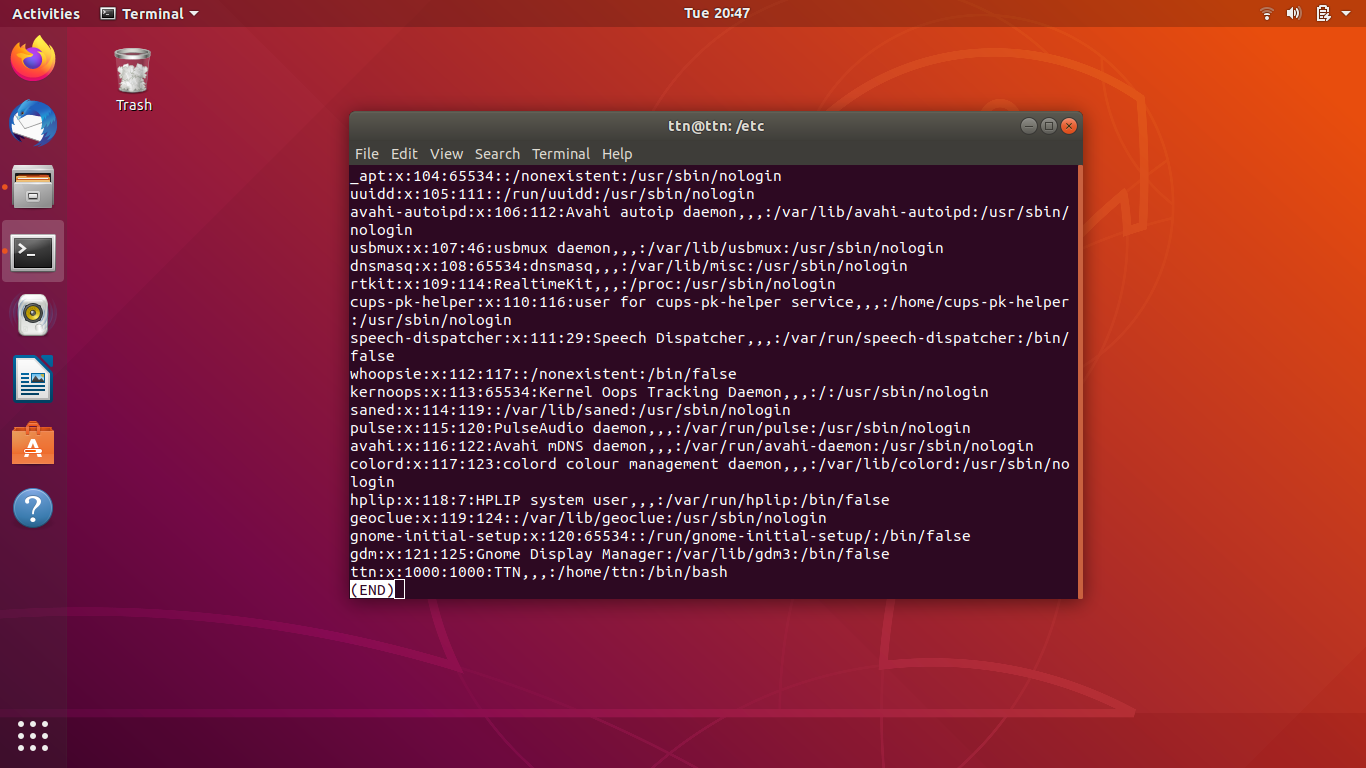 Activities Terminal Tue 20:47
Trash
ttn@ttn: /etc
File Edit View Search Terminal Help
_apt:x:104:65534::/nonexistent:/usr/sbin/nologin
uuidd:x:105:111::/run/uuidd:/usr/sbin/nologin
avahi-autoipd:x:106:112:Avahi autoip daemon,,,:/var/lib/avahi-autoipd:/usr/sbin/
nologin
usbmux:x:107:46:usbmux daemon,,,:/var/lib/usbmux:/usr/sbin/nologin
dnsmasq:x:108:65534:dnsmasq,,,:/var/lib/misc:/usr/sbin/nologin
rtkit:x:109:114:RealtimeKit,,,:/proc:/usr/sbin/nologin
cups-pk-helper:x:110:116:user for cups-pk-helper service,,,:/home/cups-pk-helper
:/usr/sbin/nologin
speech-dispatcher:x:111:29:Speech Dispatcher,,,:/var/run/speech-dispatcher:/bin/
false
whoopsie:x:112:117::/nonexistent:/bin/false
kernoops:x:113:65534:Kernel Oops Tracking Daemon,,,:/:/usr/sbin/nologin
saned:x:114:119::/var/lib/saned:/usr/sbin/nologin
pulse:x:115:120:PulseAudio daemon,,,:/var/run/pulse:/usr/sbin/nologin
avahi:x:116:122:Avahi mDNS daemon,,,:/var/run/avahi-daemon:/usr/sbin/nologin
colord:x:117:123:colord colour management daemon,,,:/var/lib/colord:/usr/sbin/no
login
hplip:x:118:7:HPLIP system user,,,:/var/run/hplip:/bin/false
geoclue:x:119:124::/var/lib/geoclue:/usr/sbin/nologin
gnome-initial-setup:x:120:65534::/run/gnome-initial-setup/:/bin/false
gdm:x:121:125:Gnome Display Manager:/var/lib/gdm3:/bin/false
ttn:x:1000:1000:TTN,,,:/home/ttn:/bin/bash
(END)